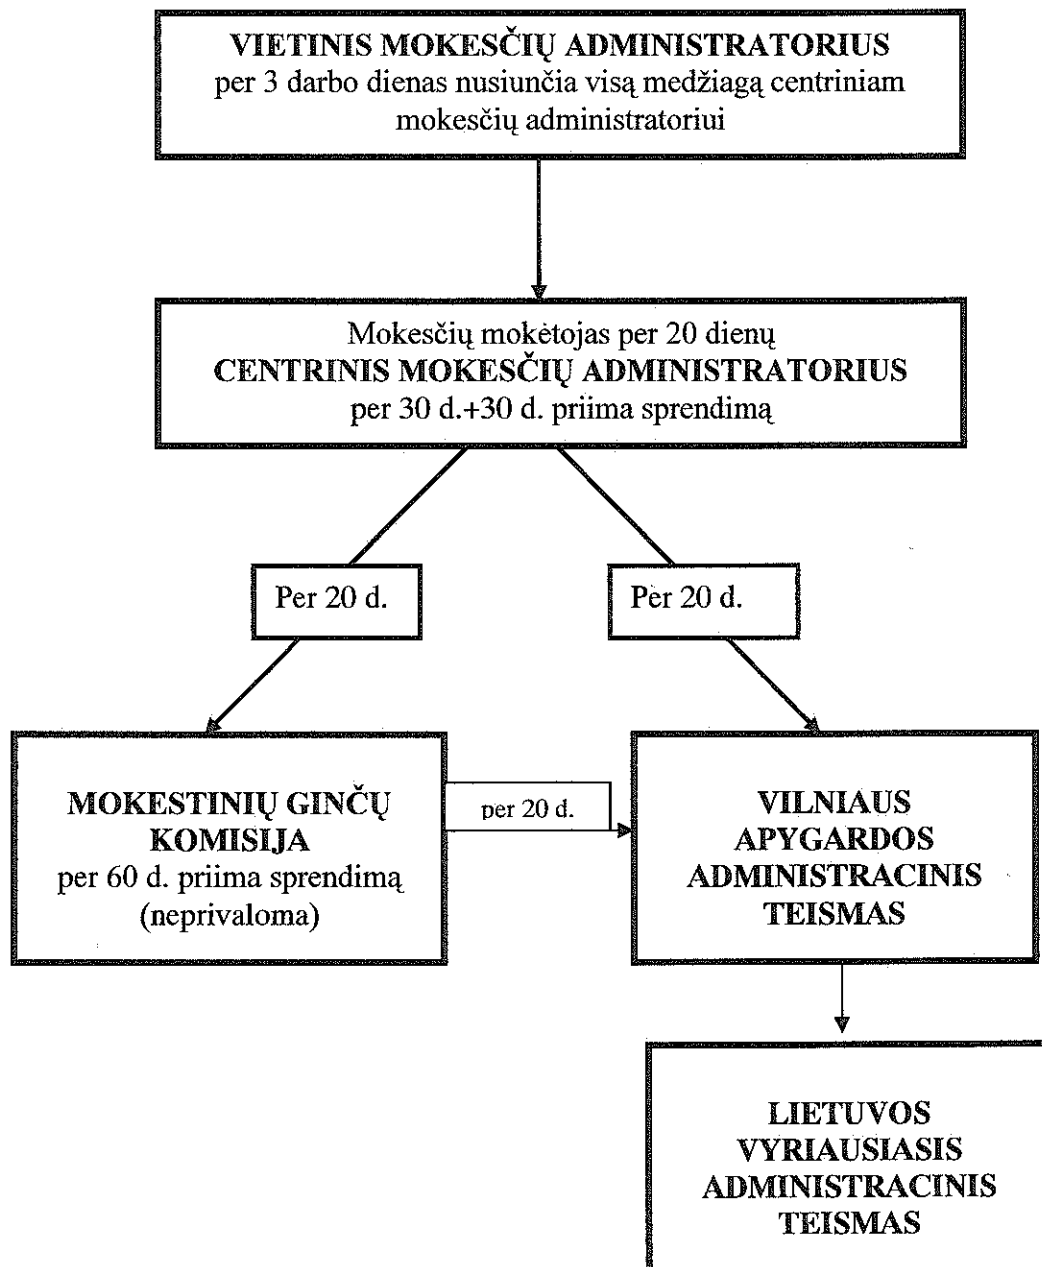 VIETINIS MOKESČIŲ ADMINISTRATORIUS
per 3 darbo dienas nusiunčia visą medžiagą centriniam
mokesčių administratoriui
Mokesčių mokėtojas per 20 dienų
CENTRINIS MOKESČIŲ ADMINISTRATORIUS
per 30 d.+30 d. priima sprendimą
Per 20 d.
Per 20 d.
MOKESTINIŲ GINČŲ
KOMISIJA
per 60 d. priima sprendimą
(neprivaloma)
per 20 d.
VILNIAUS
APYGARDOS
ADMINISTRACINIS
TEISMAS
LIETUVOS
VYRIAUSIASIS
ADMINISTRACINIS
TEISMAS